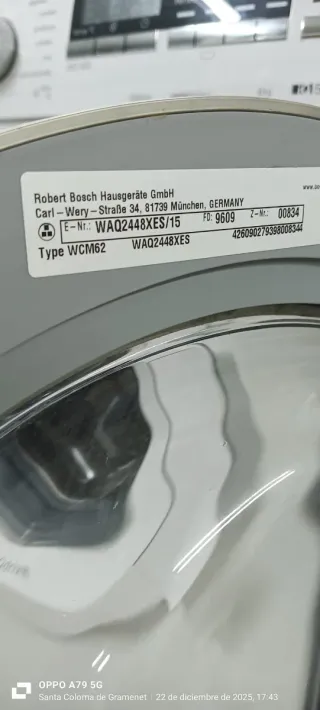 Robert Bosch Hausgeräte GmbH
Carl-Wery-Straße 34, 81739 München, GERMANY
E-Nr.: WAQ2448XES/15 FD: 9609 Z-Nr.: 00834
Type WCM62 WAQ2448XES 426090279398008344
OPPO A79 5G
Santa Coloma de Gramenet | 22 de diciembre de 2025, 17:43